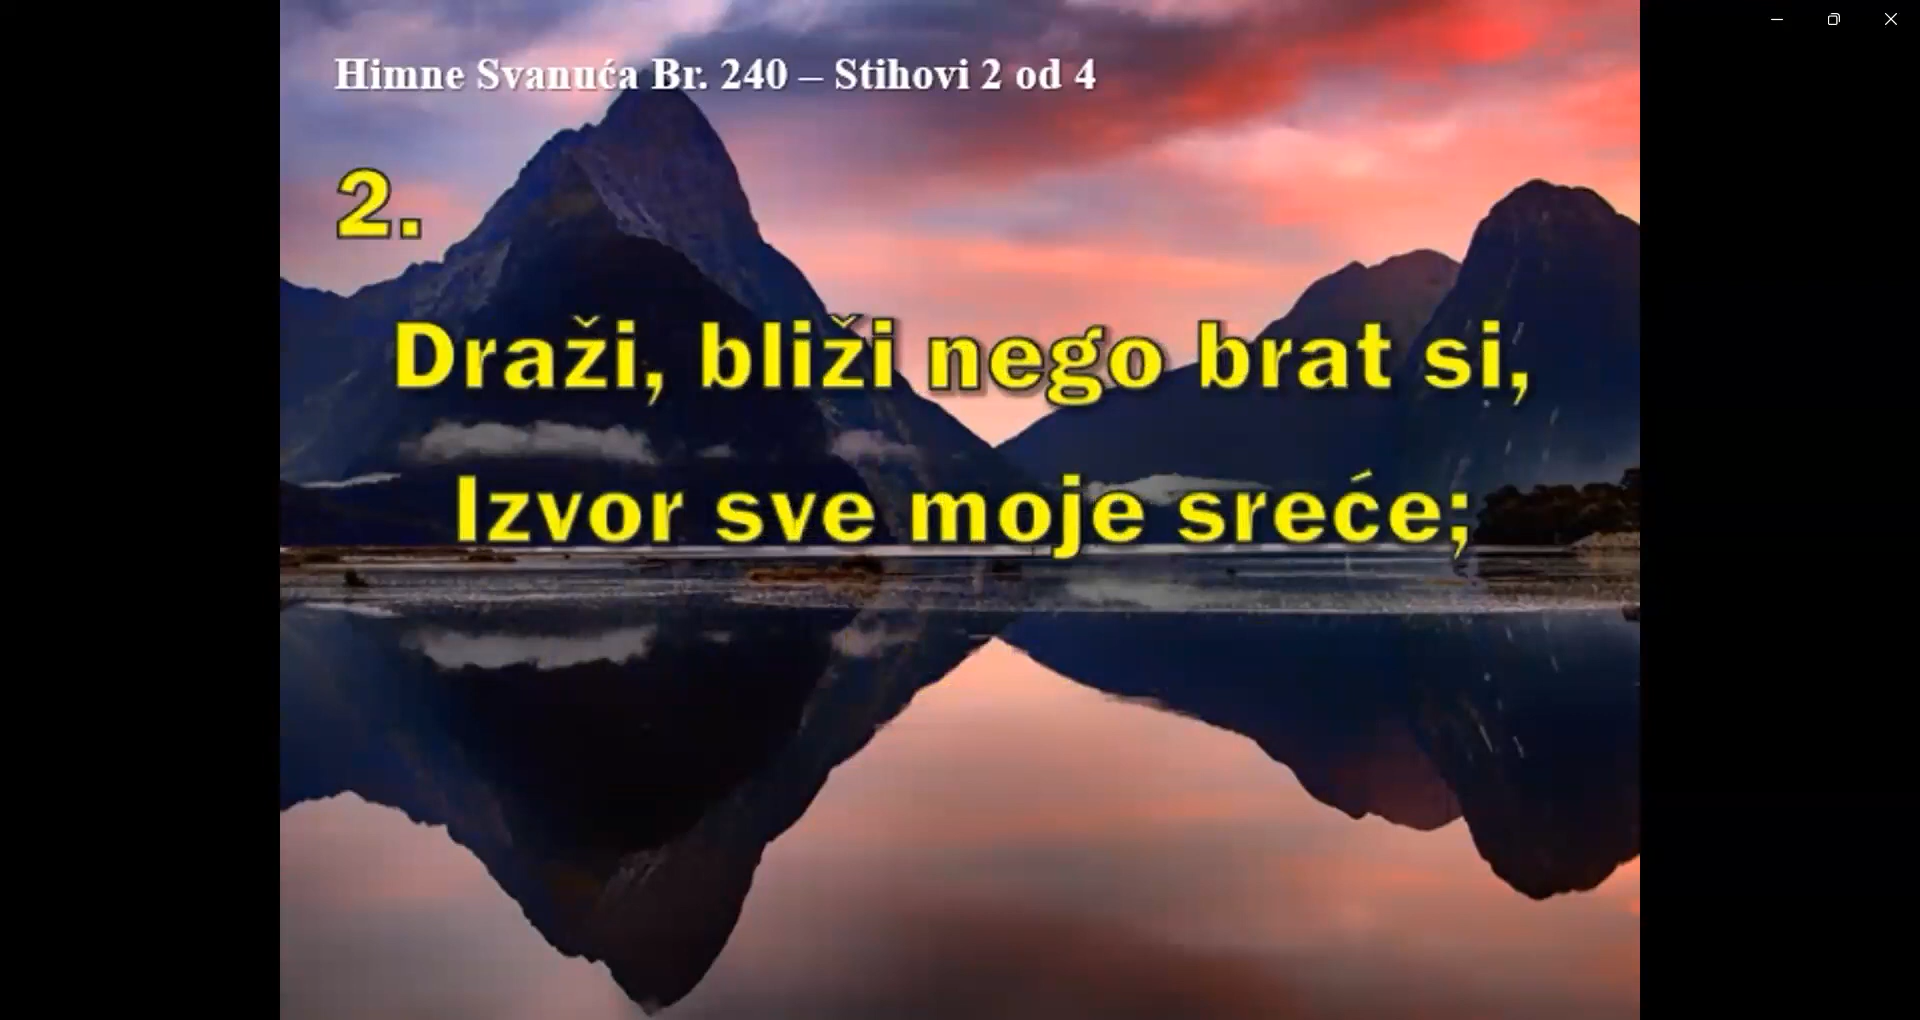 Himne Svanuća Br. 240 – Stihovi 2 od 4
2.
Draži, bliži nego brat si,
Izvor sve moje sreće;